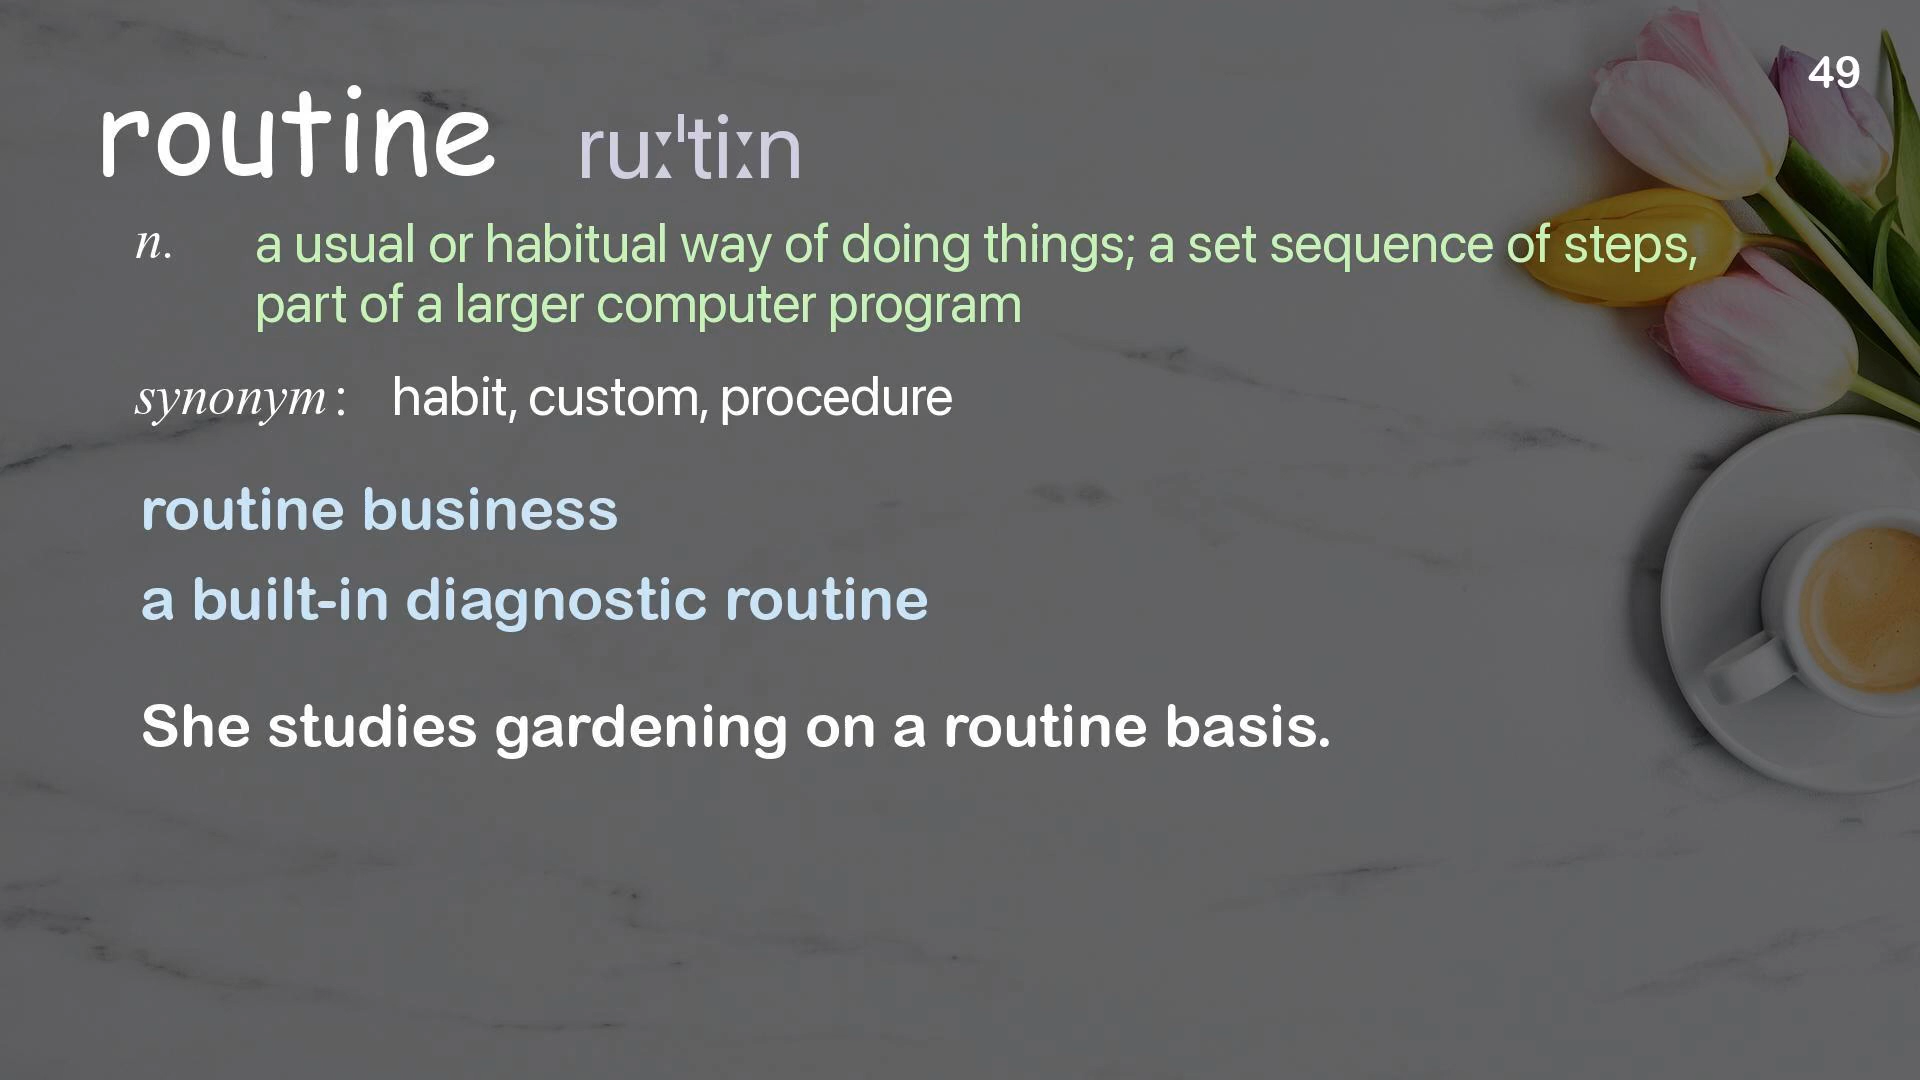 49
routine ruːˈtiːn
n. a usual or habitual way of doing things; a set sequence of steps,
part of a larger computer program
synonym : habit, custom, procedure
routine business
a built-in diagnostic routine
She studies gardening on a routine basis.